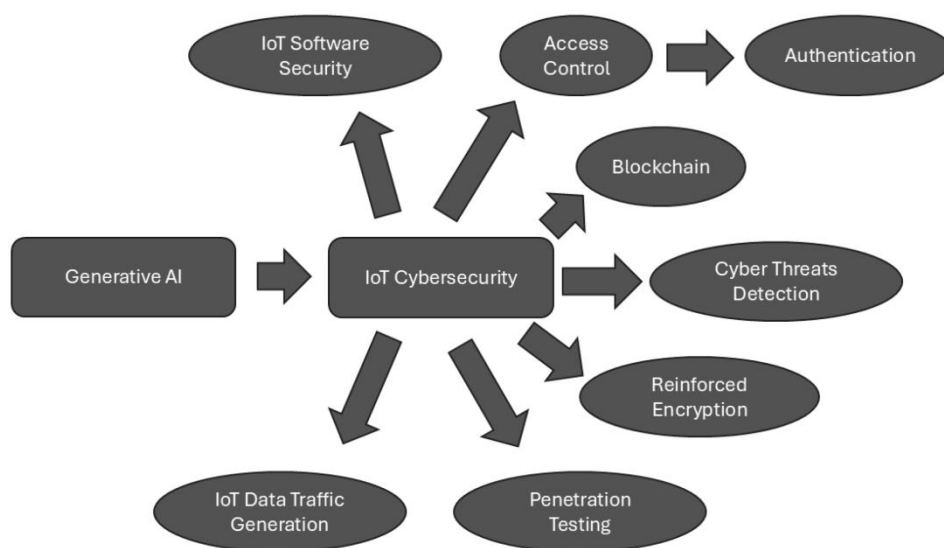 IoT Software
Security
Access
Control
Authentication
Blockchain
Generative AI
IoT Cybersecurity
Cyber Threats
Detection
Reinforced
Encryption
IoT Data Traffic
Generation
Penetration
Testing